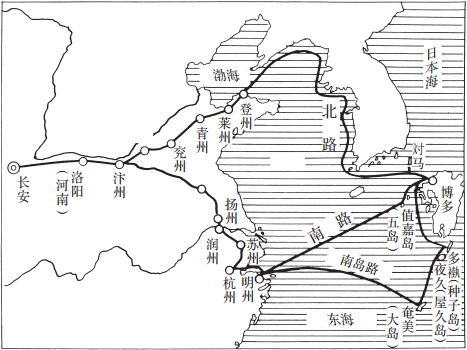 渤海
日本海
登州
莱州
青州
兖州
北路
对马
博多
长安
洛阳
（河南）
汴州
扬州
润州
苏州
杭州
明州
南路
南岛路
值嘉岛
（五岛）
多褹（种子岛）
夜久（屋久岛）
奄美
（大岛）
东海